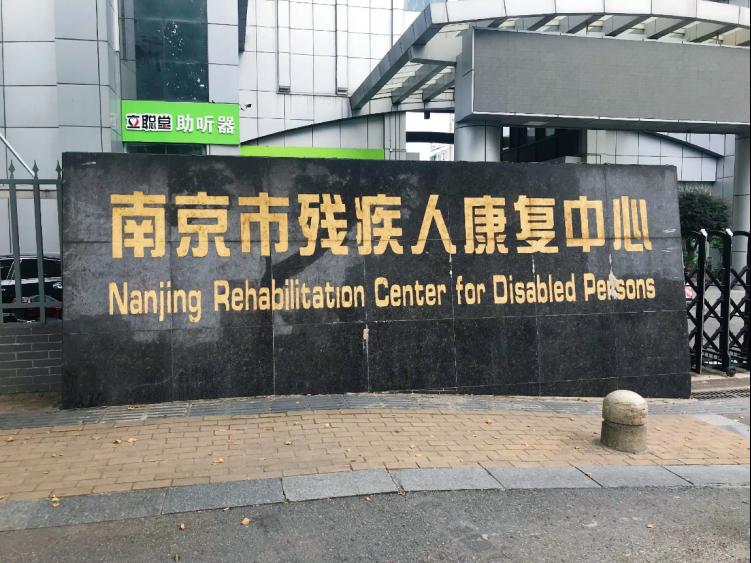 立聪堂 助听器
南京市残疾人康复中心
Nanjing Rehabilitation Center for Disabled Persons